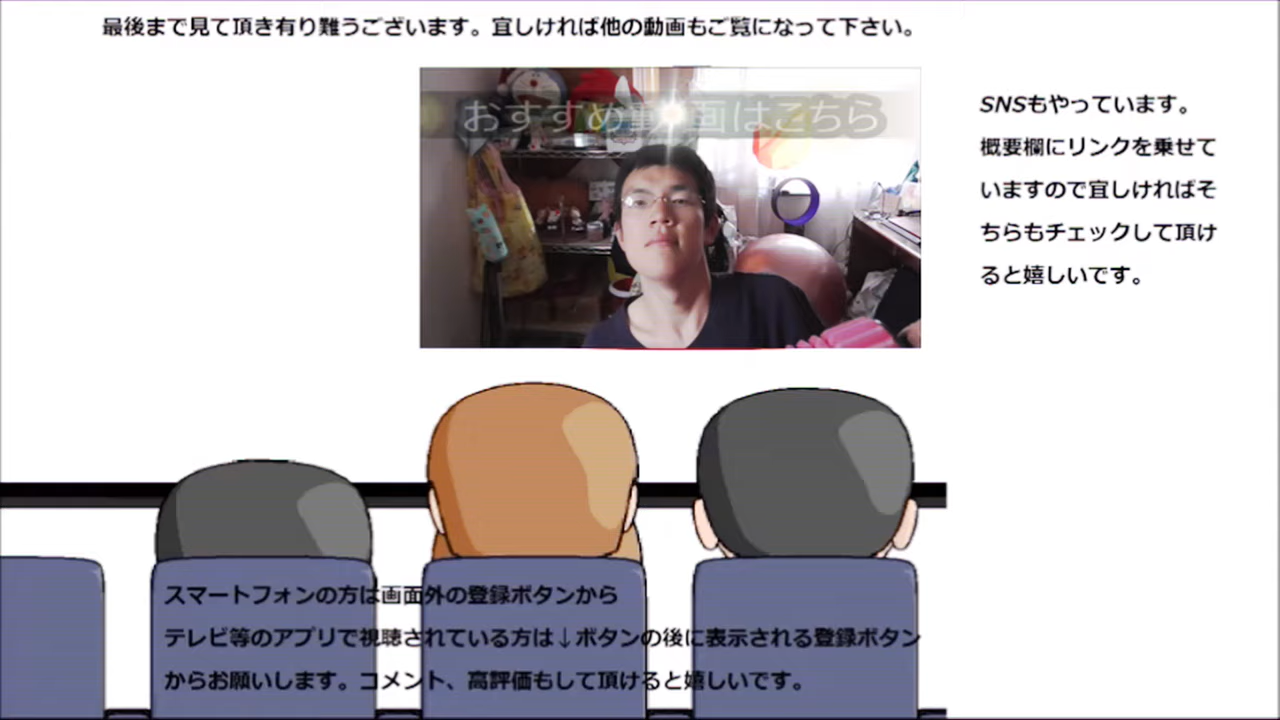 最後まで見て頂き有り難うございます。宜しければ他の動画もご覧になって下さい。
おすすめ動画はこちら
SNSもやっています。
概要欄にリンクを乗せて
いますので宜しければそ
ちらもチェックして頂け
ると嬉しいです。
スマートフォンの方は画面外の登録ボタンから
テレビ等のアプリで視聴されている方は↓ボタンの後に表示される登録ボタン
からお願いします。コメント、高評価もして頂けると嬉しいです。